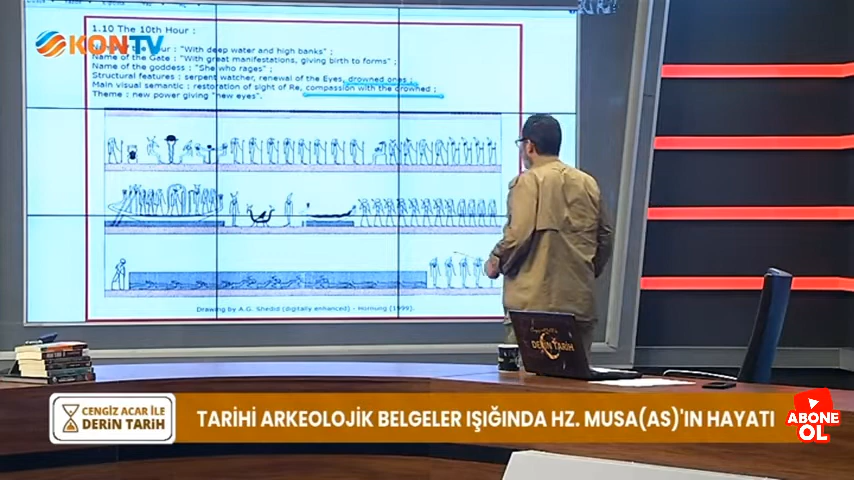 1.10 The 10th Hour :
KONTV
: "With deep water and high banks" ;
Name of the Gate : "With great manifestations, giving birth to forms" ;
Name of the goddess : "She who rages" ;
Structural features : serpent watcher, renewal of the Eyes, drowned ones ;
Main visual semantic : restoration of sight of Re, compassion with the drowned ;
Theme : new power giving "new eyes".
Drawing by A.G. Shedid (digitally enhanced) - Hornung (1999).
DERİN TARİH
CENGİZ ACAR İLE
DERİN TARİH
TARİHİ ARKEOLOJİK BELGELER IŞIĞINDA HZ. MUSA(AS)'IN HAYATI
ABONE
OL